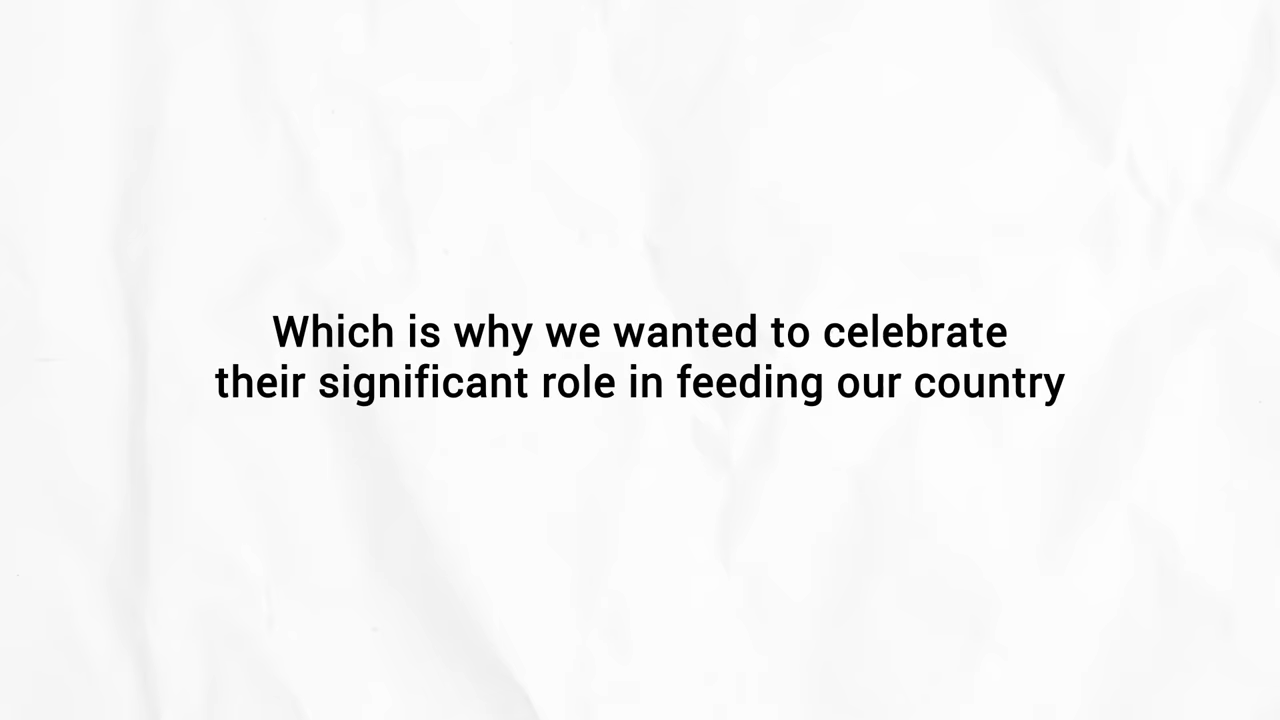 Which is why we wanted to celebrate
their significant role in feeding our country